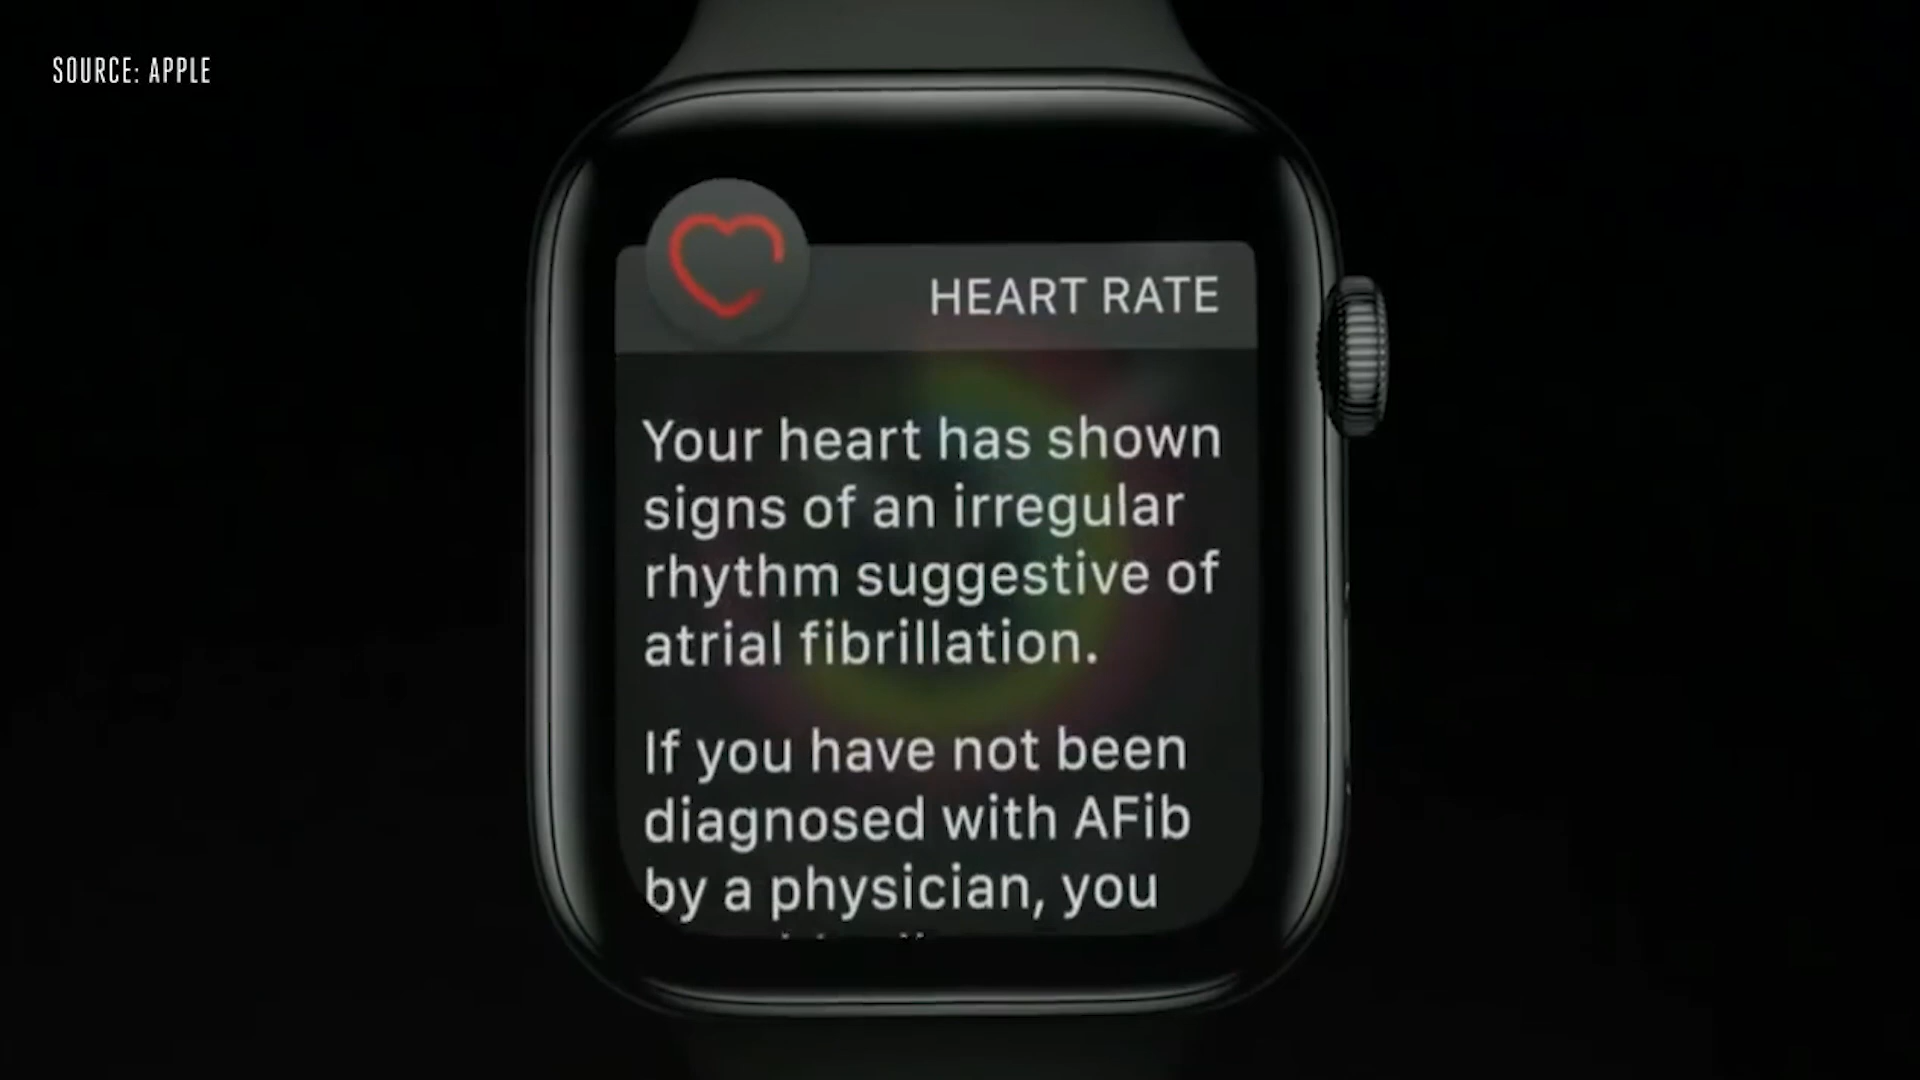 SOURCE: APPLE
HEART RATE
Your heart has shown
signs of an irregular
rhythm suggestive of
atrial fibrillation.
If you have not been
diagnosed with AFib
by a physician, you